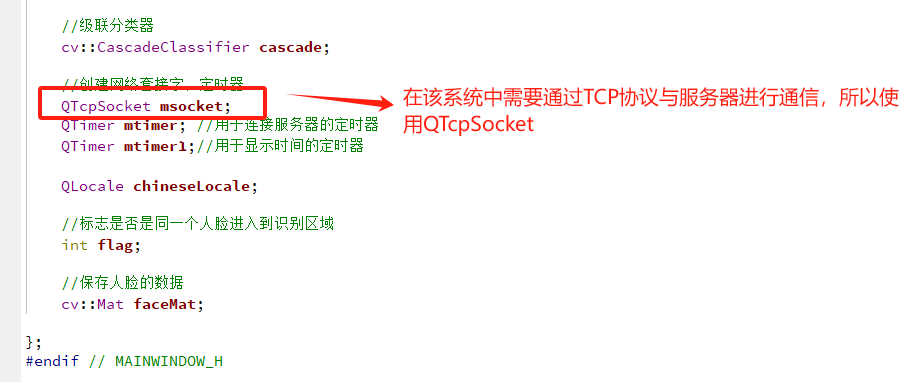 //级联分类器
cv::CascadeClassifier cascade;
//创建网络套接字，定时器
QTcpSocket msocket;
在该系统中需要通过TCP协议与服务器进行通信，所以使
用QTcpSocket
QTimer mtimer; //用于连接服务器的定时器
QTimer mtimer1;//用于显示时间的定时器
QLocale chineseLocale;
//标志是否是同一个人脸进入到识别区域
int flag;
//保存人脸的数据
cv::Mat faceMat;
};
#endif // MAINWINDOW_H